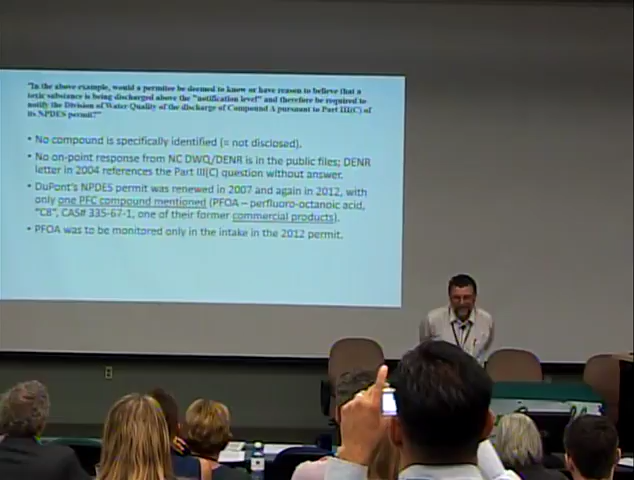 "In the above example, would a permittee be deemed to know or have reason to believe that a
toxic substance is being discharged above the "notification level" and therefore be required to
notify the Division of Water Quality of the discharge of Compound A pursuant to Part III(C) of
its NPDES permit?"
• No compound is specifically identified (= not disclosed).
• No on-point response from NC DWQ/DENR is in the public files; DENR
letter in 2004 references the Part III(C) question without answer.
• DuPont's NPDES permit was renewed in 2007 and again in 2012, with
only one PFC compound mentioned (PFOA – perfluoro-octanoic acid,
"C8", CAS# 335-67-1, one of their former commercial products).
• PFOA was to be monitored only in the intake in the 2012 permit.